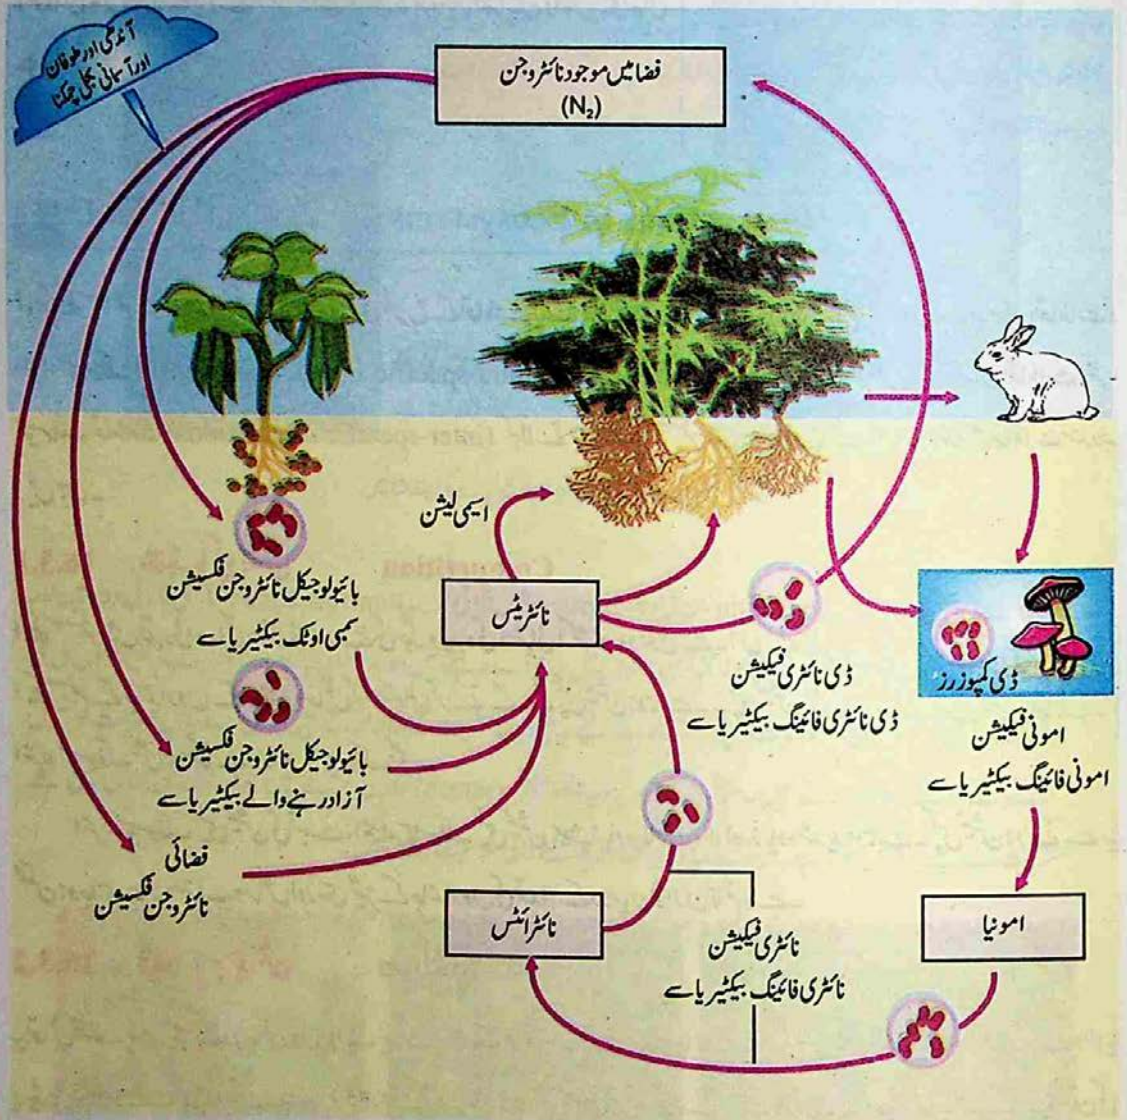 آندھی اور طوفان
اور آسمانی بجلی چمکنا
فضا میں موجود نائٹروجن
(N₂)
اسیمی لیشن
بائیولوجیکل نائٹروجن فکسیشن
سمبی اوٹک بیکٹیریا سے
نائٹریٹس
ڈی نائٹری فیکیشن
ڈی نائٹری فائینگ بیکٹیریا سے
ڈی کمپوزرز
امونی فیکیشن
امونی فائینگ بیکٹیریا سے
بائیولوجیکل نائٹروجن فکسیشن
آزاد رہنے والے بیکٹیریا سے
فضائی
نائٹروجن فکسیشن
نائٹرائٹس
نائٹری فیکیشن
نائٹری فائینگ بیکٹیریا سے
امونیا